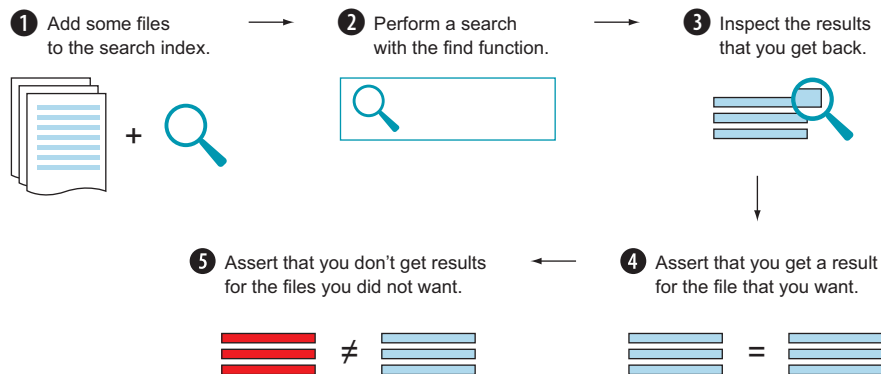 1 Add some files
to the search index.
2 Perform a search
with the find function.
3 Inspect the results
that you get back.
+
4 Assert that you get a result
for the file that you want.
=
5 Assert that you don’t get results
for the files you did not want.
≠